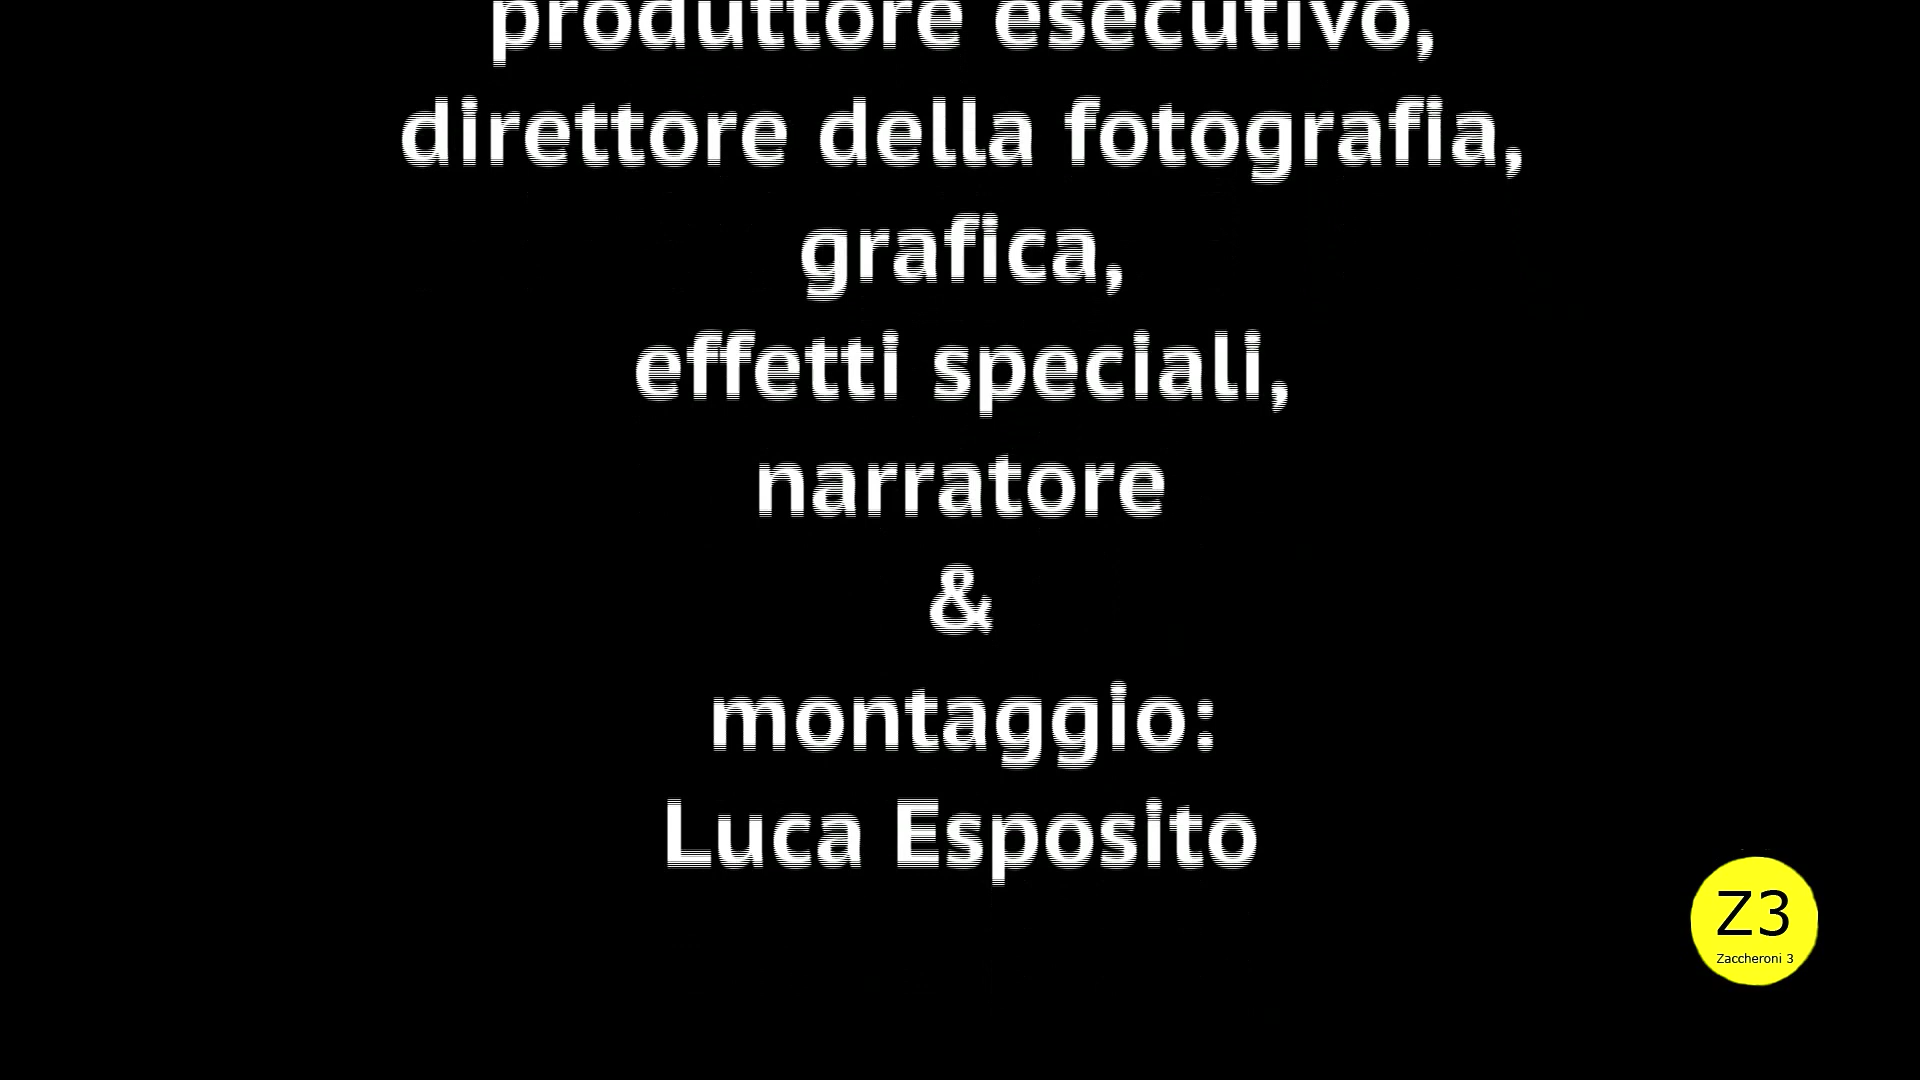 produttore esecutivo,
direttore della fotografia,
grafica,
effetti speciali,
narratore
&
montaggio:
Luca Esposito
Z3
Zaccheroni 3